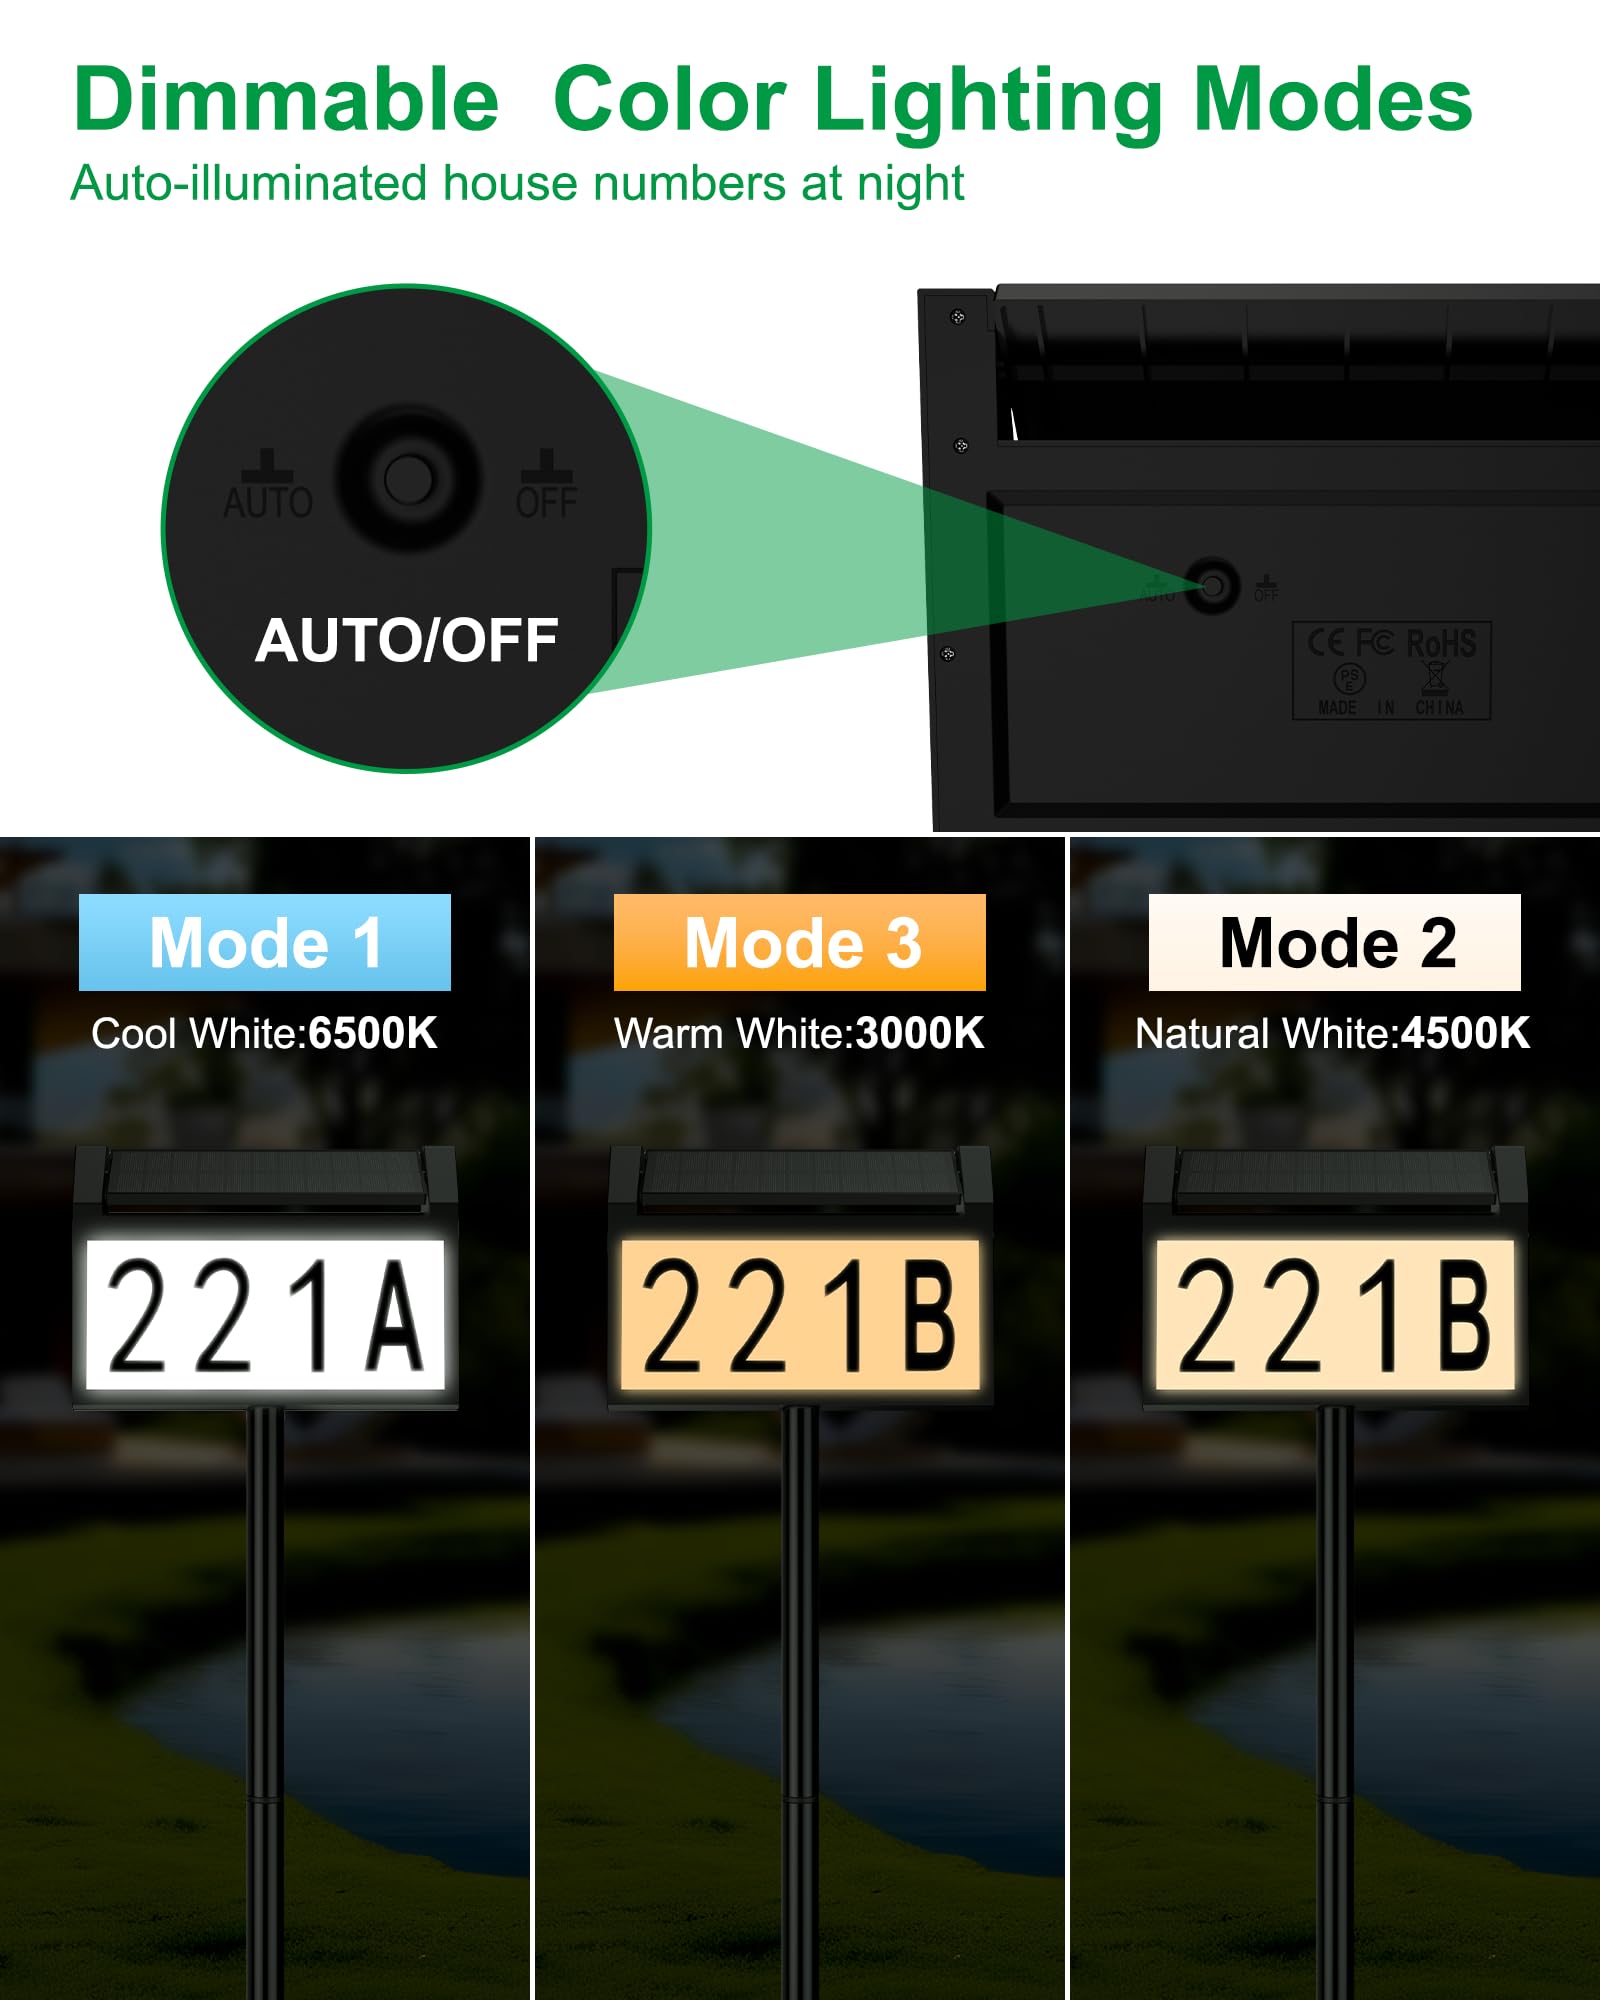 Dimmable Color Lighting Modes
Auto-illuminated house numbers at night
AUTO
OFF
AUTO/OFF
AUTO
OFF
CE FC RoHS
PS
E
MADE IN CHINA
Mode 1
Cool White:6500K
221A
Mode 3
Warm White:3000K
221B
Mode 2
Natural White:4500K
221B